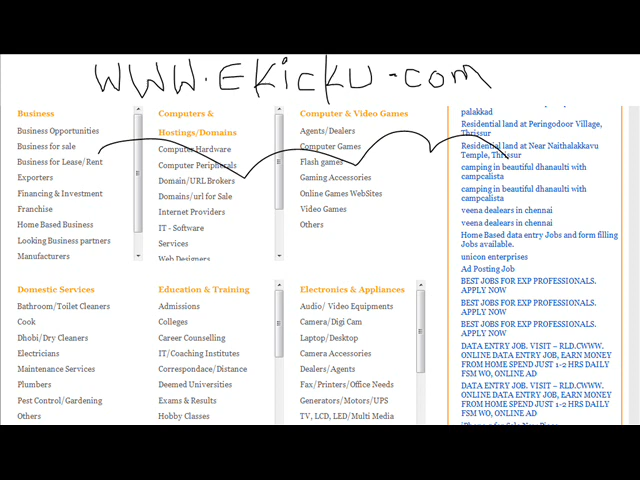 www.Ekicku.com
Business
Business Opportunities
Business for sale
Business for Lease/Rent
Exporters
Financing & Investment
Franchise
Home Based Business
Looking Business partners
Manufacturers
Computers &
Hostings/Domains
Computer Hardware
Computer Peripherals
Domain/URL Brokers
Domains/url for Sale
Internet Providers
IT - Software
Services
Web Designers
Computer & Video Games
Agents/Dealers
Computer Games
Flash games
Gaming Accessories
Online Games WebSites
Video Games
Others
Domestic Services
Bathroom/Toilet Cleaners
Cook
Dhobi/Dry Cleaners
Electricians
Maintenance Services
Plumbers
Pest Control/Gardening
Others
Education & Training
Admissions
Colleges
Career Counselling
IT/Coaching Institutes
Correspondace/Distance
Deemed Universities
Exams & Results
Hobby Classes
Electronics & Appliances
Audio/ Video Equipments
Camera/Digi Cam
Laptop/Desktop
Camera Accessories
Dealers/Agents
Fax/Printers/Office Needs
Generators/Motors/UPS
TV, LCD, LED/Multi Media
palakkad
Residential land at Peringodoor Village,
Thrissur
Residential land at Near Naithalakkavu
Temple, Thrissur
camping in beautiful dhanaulti with
campcalista
camping in beautiful dhanaulti with
campcalista
veena dealears in chennai
veena dealears in chennai
Home Based data entry Jobs and form filling
Jobs available.
unicon enterprises
Ad Posting Job
BEST JOBS FOR EXP PROFESSIONALS.
APPLY NOW
BEST JOBS FOR EXP PROFESSIONALS.
APPLY NOW
BEST JOBS FOR EXP PROFESSIONALS.
APPLY NOW
DATA ENTRY JOB. VISIT – RLD.CWWW.
ONLINE DATA ENTRY JOB, EARN MONEY
FROM HOME SPEND JUST 1-2 HRS DAILY
FSM WO, ONLINE AD
DATA ENTRY JOB. VISIT – RLD.CWWW.
ONLINE DATA ENTRY JOB, EARN MONEY
FROM HOME SPEND JUST 1-2 HRS DAILY
FSM WO, ONLINE AD